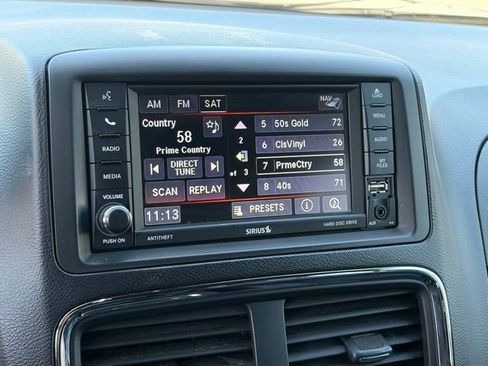 AM FM SAT NAV
Country
58
Prime Country
DIRECT
TUNE
SCAN REPLAY
11:13
2
of 3
5 50s Gold 72
6 ClsVinyl 26
7 PrmeCtry 58
8 40s 71
PRESETS
RADIO
MEDIA
VOLUME
PUSH ON
ANTITHEFT
SIRIUS
HARD DISC DRIVE
LOAD
MENU
AUDIO
MY
FILES
AUX